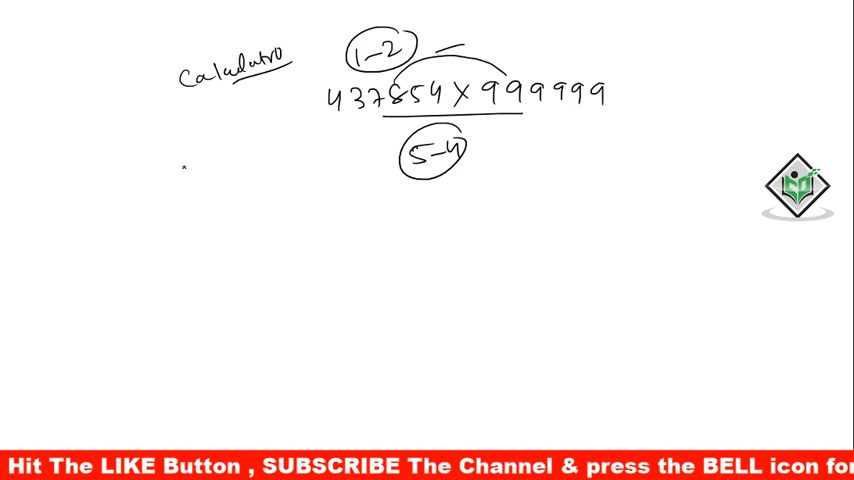 1-2
Calculatro
437854 × 999999
5-4
Hit The LIKE Button , SUBSCRIBE The Channel & press the BELL icon for